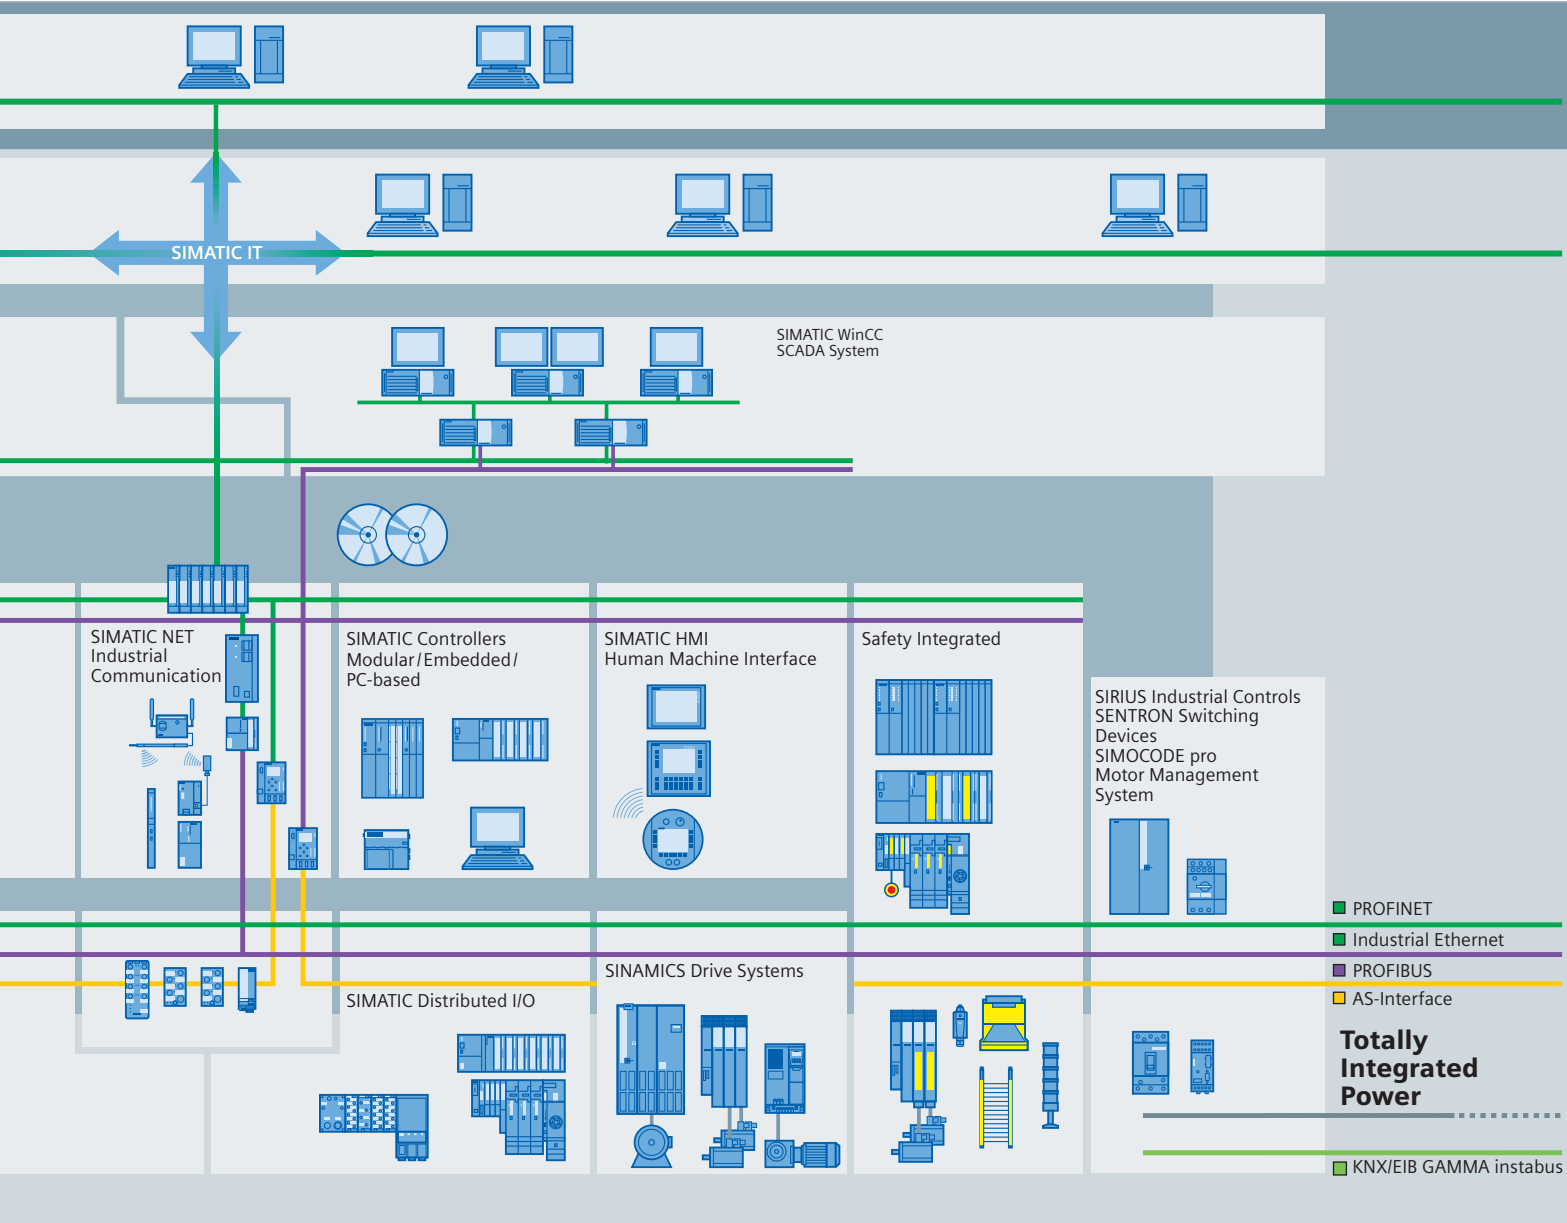 SIMATIC IT
SIMATIC WinCC
SCADA System
SIMATIC NET
Industrial
Communication
SIMATIC Controllers
Modular/Embedded/
PC-based
SIMATIC HMI
Human Machine Interface
Safety Integrated
SIRIUS Industrial Controls
SENTRON Switching
Devices
SIMOCODE pro
Motor Management
System
PROFINET
Industrial Ethernet
PROFIBUS
AS-Interface
SINAMICS Drive Systems
SIMATIC Distributed I/O
Totally
Integrated
Power
KNX/EIB GAMMA instabus